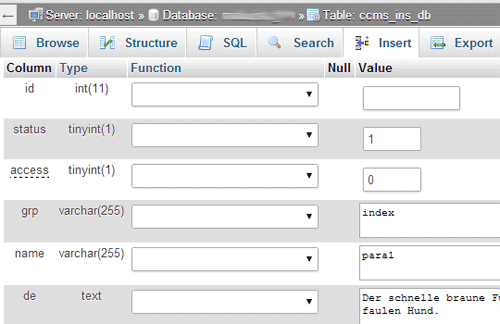 Server: localhost » Database: » Table: ccms_ins_db
Browse Structure SQL Search Insert Export
Column Type Function Null Value
id int(11)
status tinyint(1) 1
access tinyint(1) 0
grp varchar(255) index
name varchar(255) para1
de text Der schnelle braune
faulen Hund.